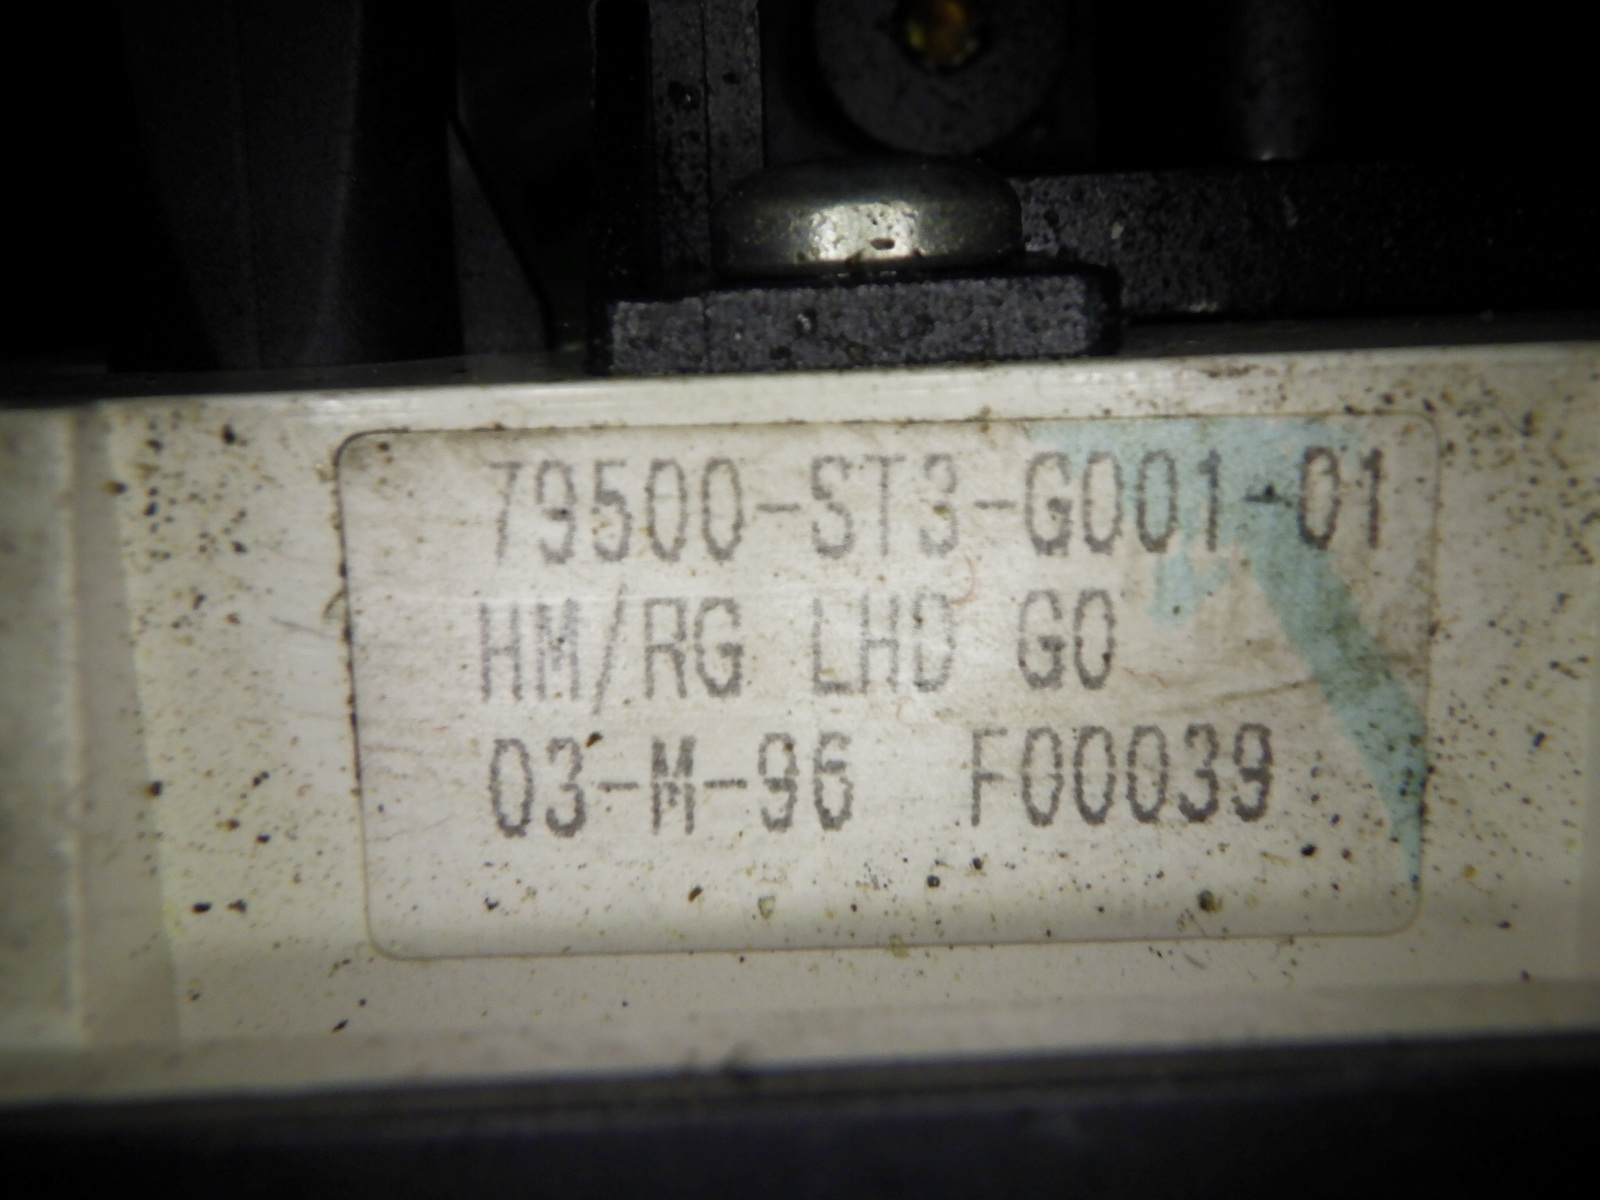 79500-ST3-G001-01
HM/RG LHD G0
03-M-96 F00039